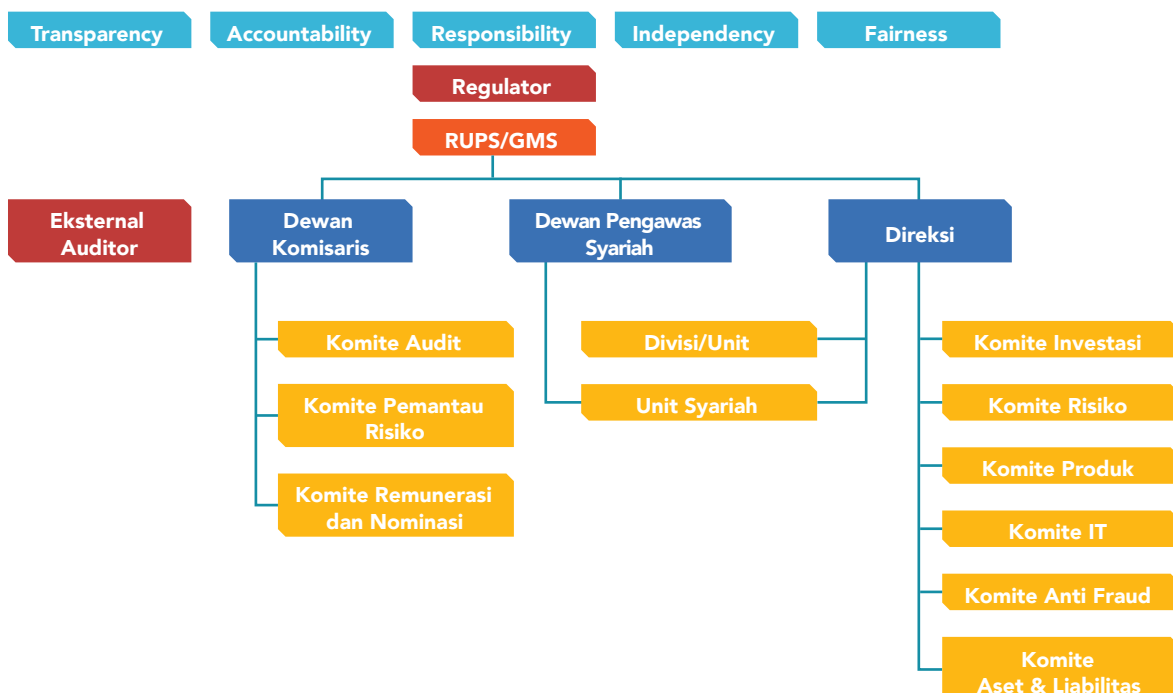 Transparency
Accountability
Responsibility
Independency
Fairness
Regulator
RUPS/GMS
Eksternal
Auditor
Dewan
Komisaris
Dewan Pengawas
Syariah
Direksi
Komite Audit
Komite Pemantau
Risiko
Komite Remunerasi
dan Nominasi
Divisi/Unit
Unit Syariah
Komite Investasi
Komite Risiko
Komite Produk
Komite IT
Komite Anti Fraud
Komite
Aset & Liabilitas